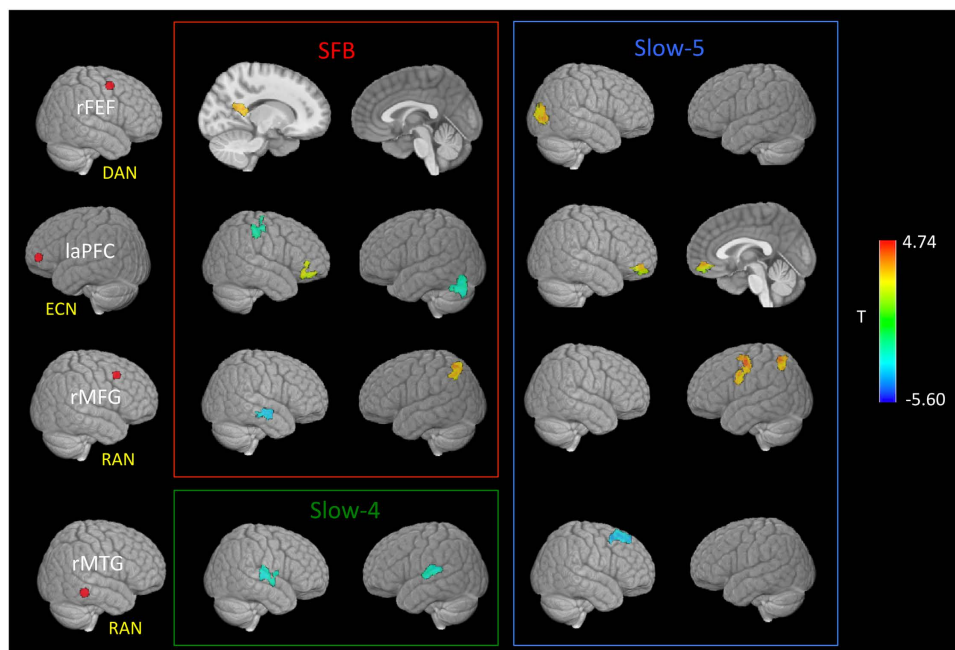 SFB
Slow-5
rFEF
DAN
laPFC
ECN
4.74
T
-5.60
rMFG
RAN
Slow-4
rMTG
RAN